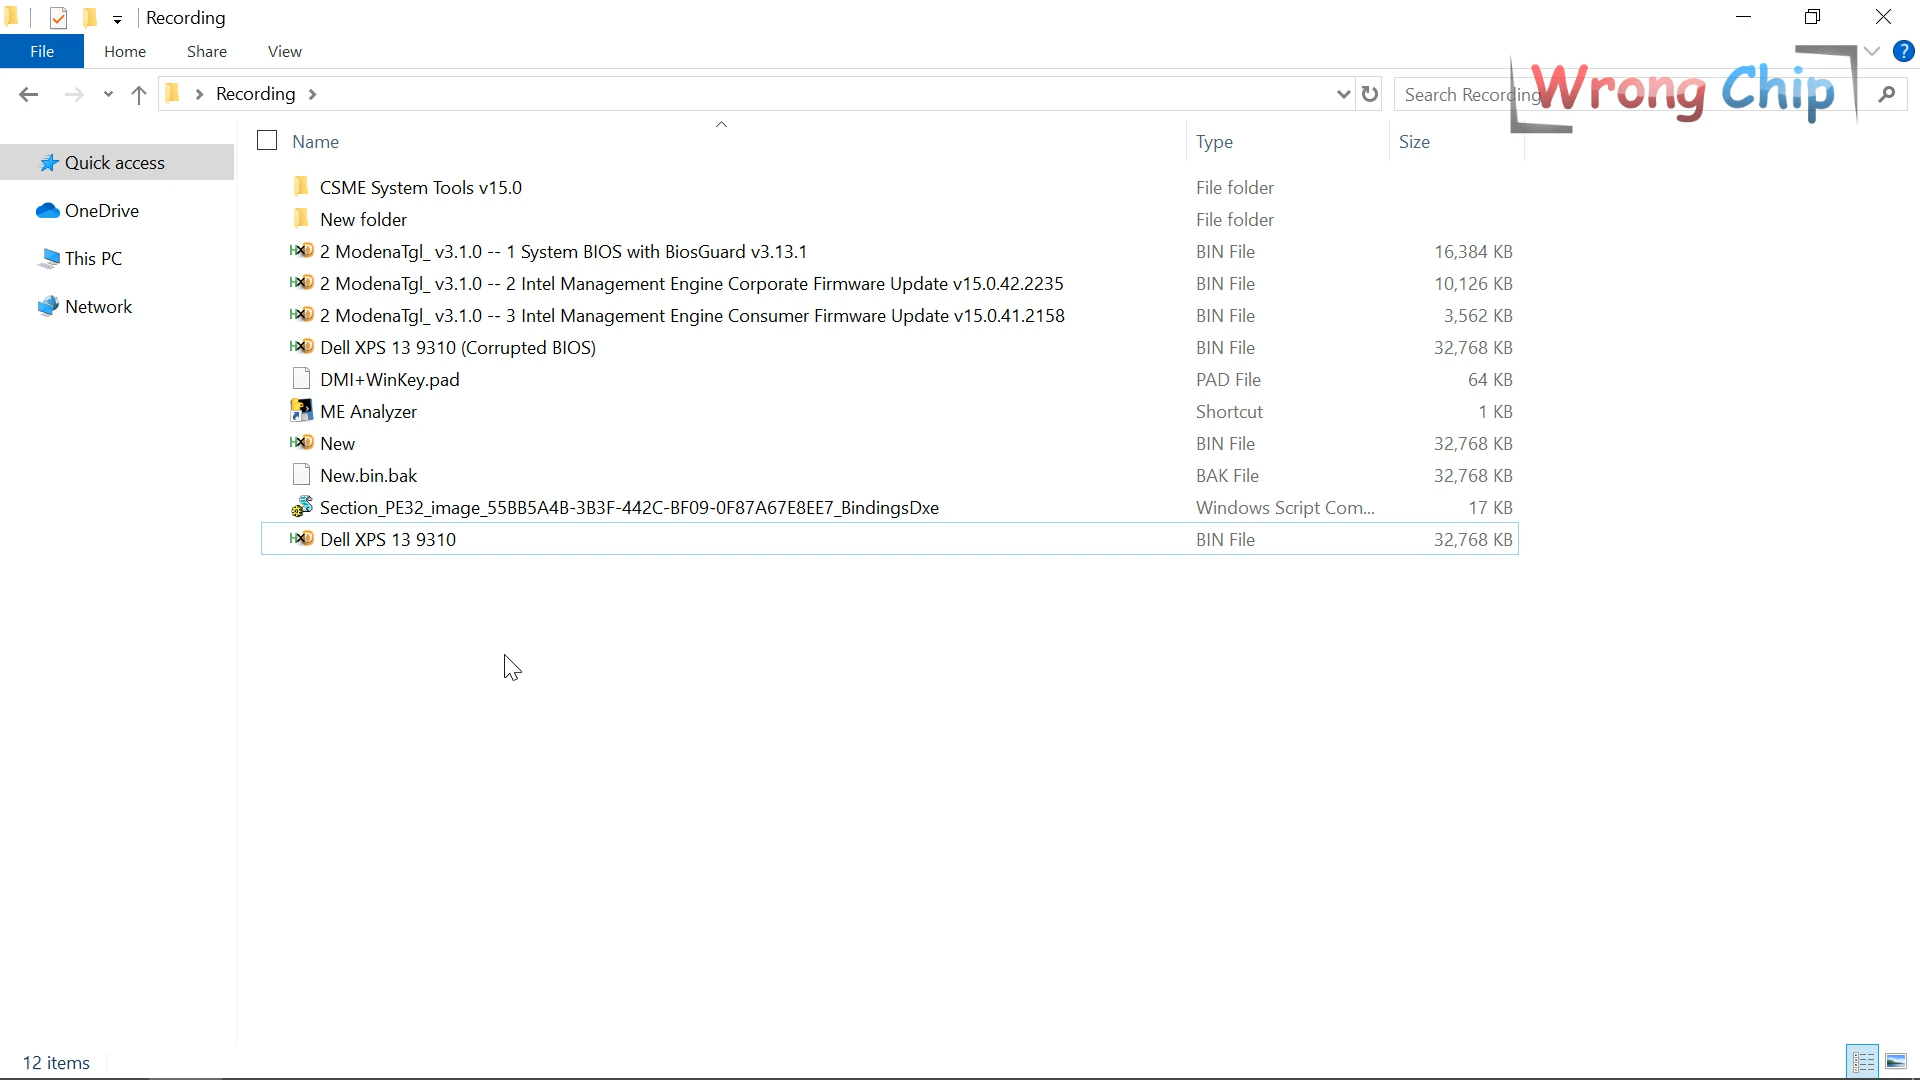 Recording
File Home Share View
Recording
Search Recording
Wrong Chip
Name Type Size
Quick access
OneDrive
This PC
Network
CSME System Tools v15.0 File folder
New folder File folder
2 ModenaTgl_ v3.1.0 -- 1 System BIOS with BiosGuard v3.13.1 BIN File 16,384 KB
2 ModenaTgl_ v3.1.0 -- 2 Intel Management Engine Corporate Firmware Update v15.0.42.2235 BIN File 10,126 KB
2 ModenaTgl_ v3.1.0 -- 3 Intel Management Engine Consumer Firmware Update v15.0.41.2158 BIN File 3,562 KB
Dell XPS 13 9310 (Corrupted BIOS) BIN File 32,768 KB
DMI+WinKey.pad PAD File 64 KB
ME Analyzer Shortcut 1 KB
New BIN File 32,768 KB
New.bin.bak BAK File 32,768 KB
Section_PE32_image_55BB5A4B-3B3F-442C-BF09-0F87A67E8EE7_BindingsDxe Windows Script Com... 17 KB
Dell XPS 13 9310 BIN File 32,768 KB
12 items